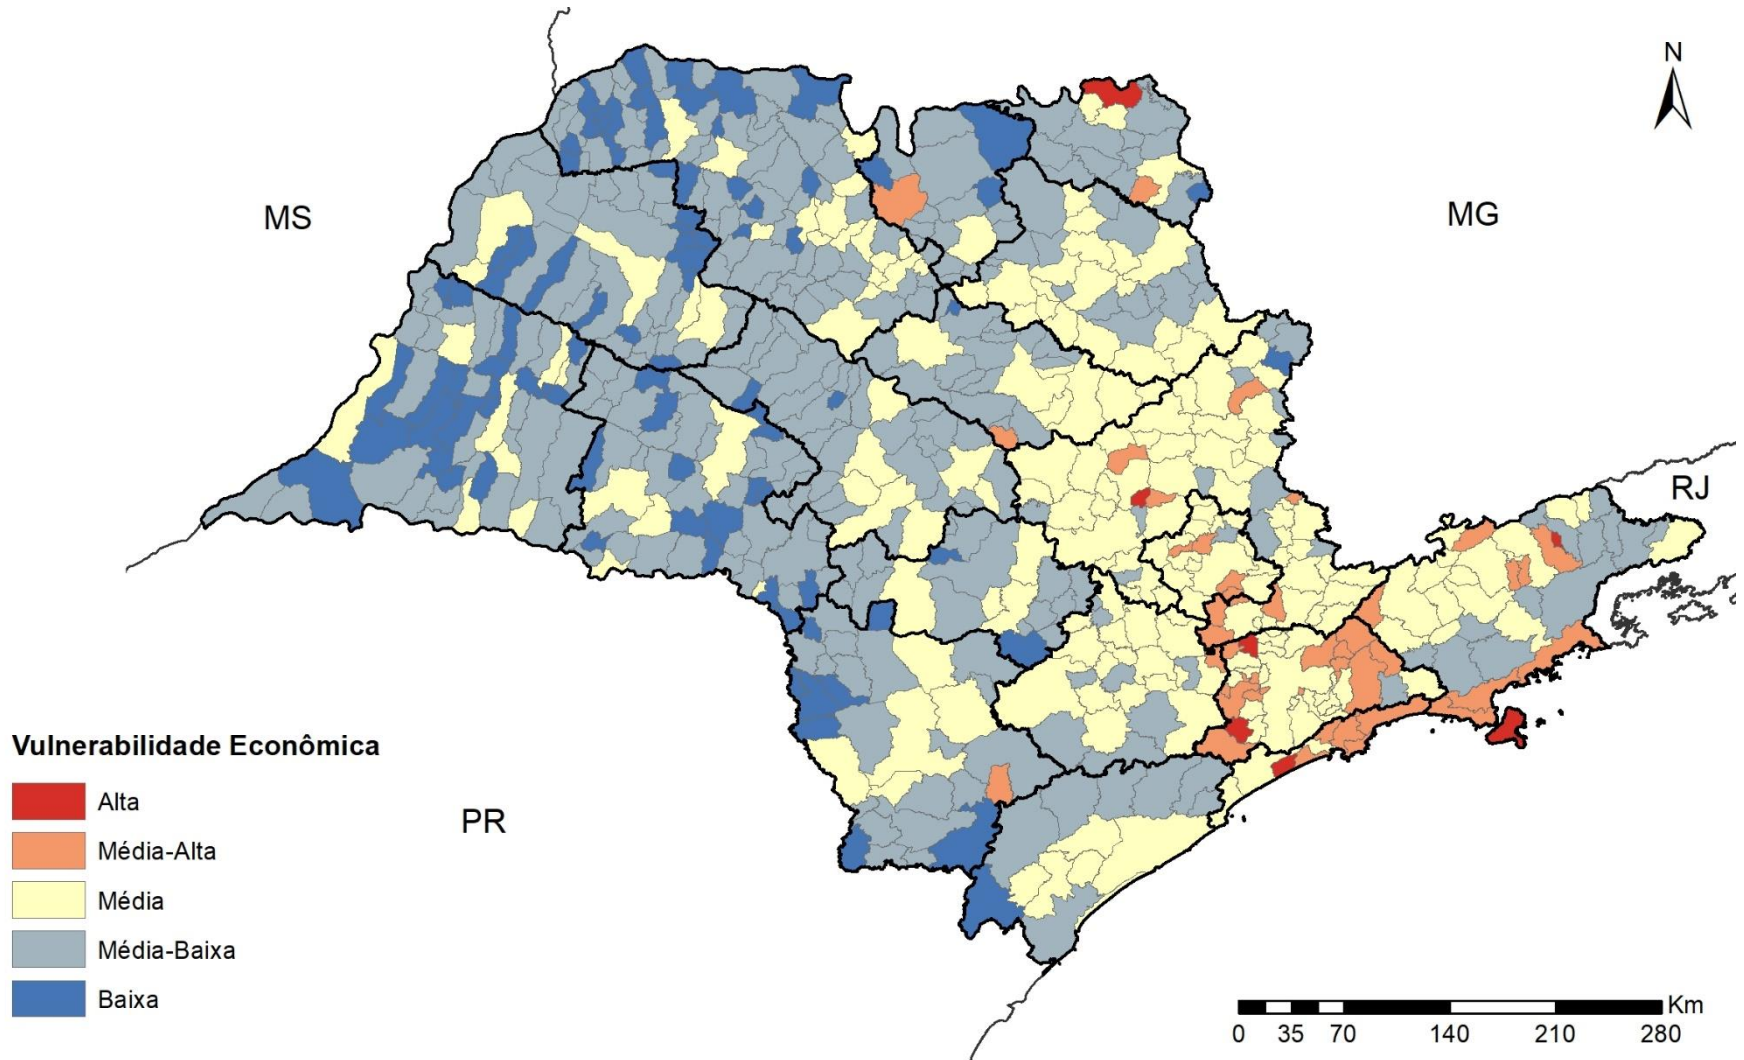 N
MS
MG
RJ
PR
Vulnerabilidade Econômica
Alta
Média-Alta
Média
Média-Baixa
Baixa
Km
0 35 70 140 210 280